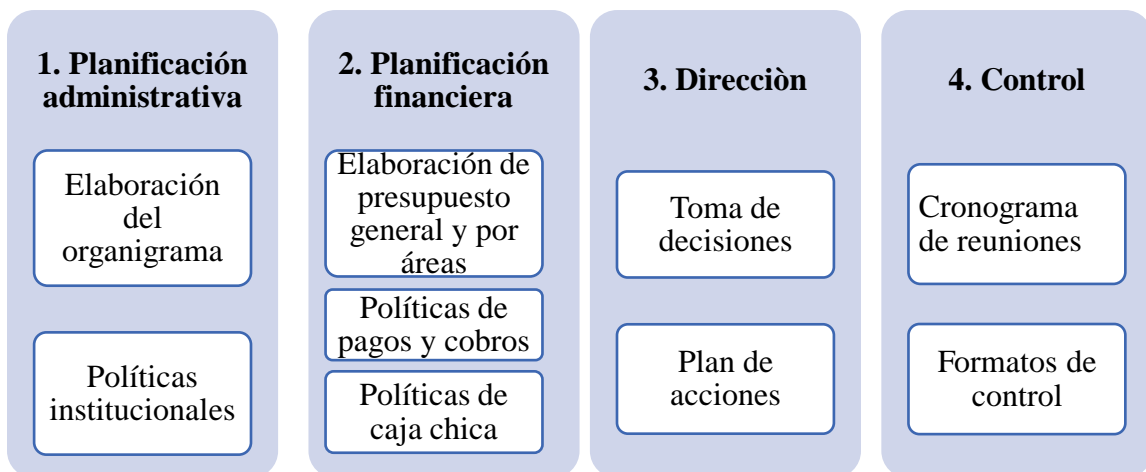 1. Planificación
administrativa
Elaboración
del
organigrama
Políticas
institucionales
2. Planificación
financiera
Elaboración de
presupuesto
general y por
áreas
Políticas de
pagos y cobros
Políticas de
caja chica
3. Direcciòn
Toma de
decisiones
Plan de
acciones
4. Control
Cronograma
de reuniones
Formatos de
control